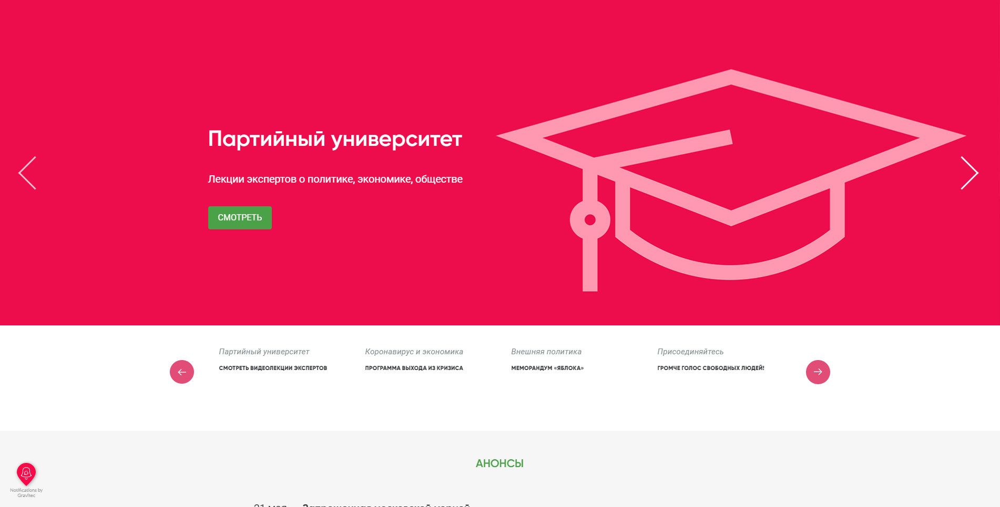 Партийный университет
Лекции экспертов о политике, экономике, обществе
СМОТРЕТЬ
Партийный университет
СМОТРЕТЬ ВИДЕОЛЕКЦИИ ЭКСПЕРТОВ
Коронавирус и экономика
ПРОГРАММА ВЫХОДА ИЗ КРИЗИСА
Внешняя политика
МЕМОРАНДУМ «ЯБЛОКА»
Присоединяйтесь
ГРОМЧЕ ГОЛОС СВОБОДНЫХ ЛЮДЕЙ!
АНОНСЫ
Notifications by
Gravitec